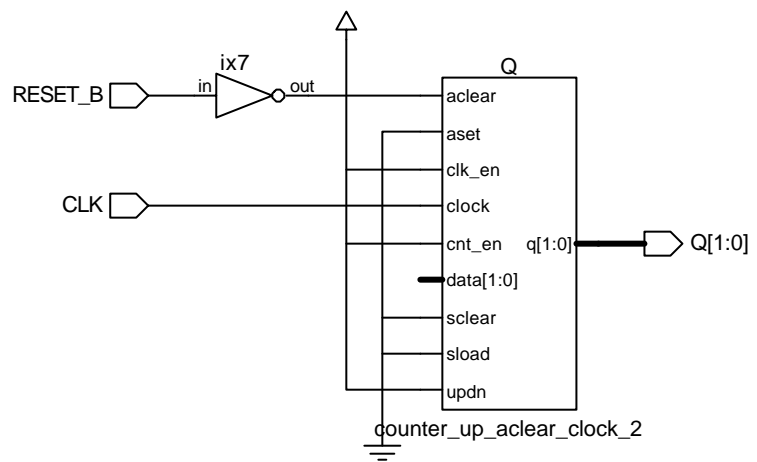 ix7
Q
RESET_B
in
out
aclear
aset
clk_en
CLK
clock
cnt_en
q[1:0]
Q[1:0]
data[1:0]
sclear
sload
updn
counter_up_aclear_clock_2